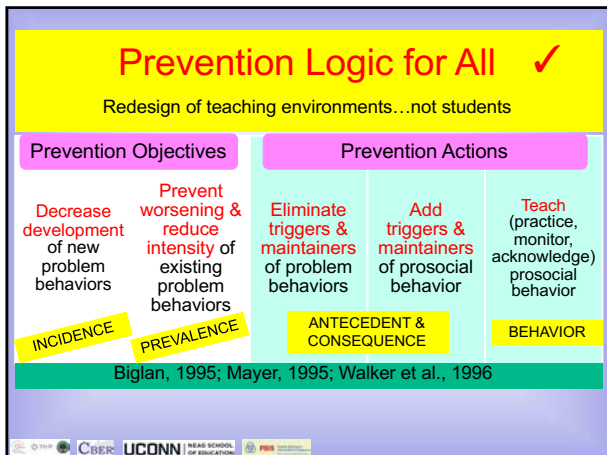 Prevention Logic for All ✓
Redesign of teaching environments…not students
Prevention Objectives
Prevention Actions
Decrease
development
of new
problem
behaviors
Prevent
worsening &
reduce
intensity of
existing
problem
behaviors
Eliminate
triggers &
maintainers
of problem
behaviors
Add
triggers &
maintainers
of prosocial
behavior
Teach
(practice,
monitor,
acknowledge)
prosocial
behavior
INCIDENCE
PREVALENCE
ANTECEDENT &
CONSEQUENCE
BEHAVIOR
Biglan, 1995; Mayer, 1995; Walker et al., 1996
CBER
UCONN
NEAG SCHOOL
OF EDUCATION
PBIS